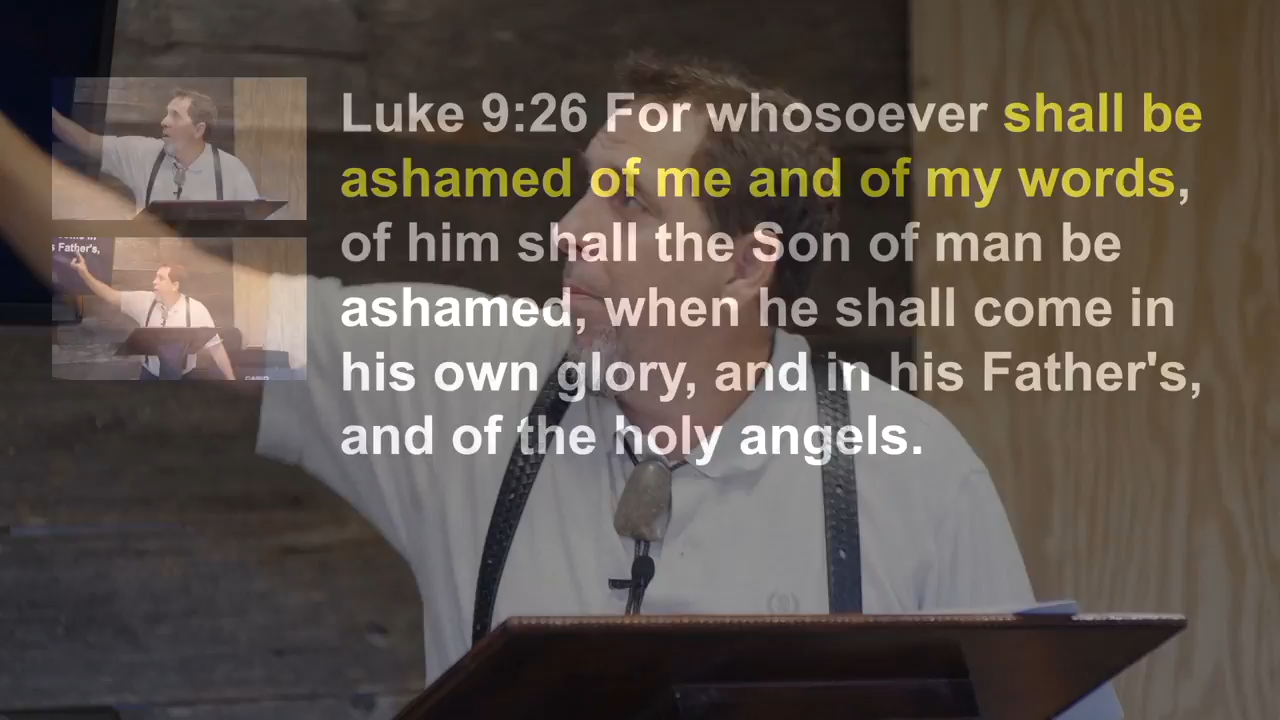 Luke 9:26 For whosoever shall be
ashamed of me and of my words,
of him shall the Son of man be
ashamed, when he shall come in
his own glory, and in his Father's,
and of the holy angels.
s Father's,